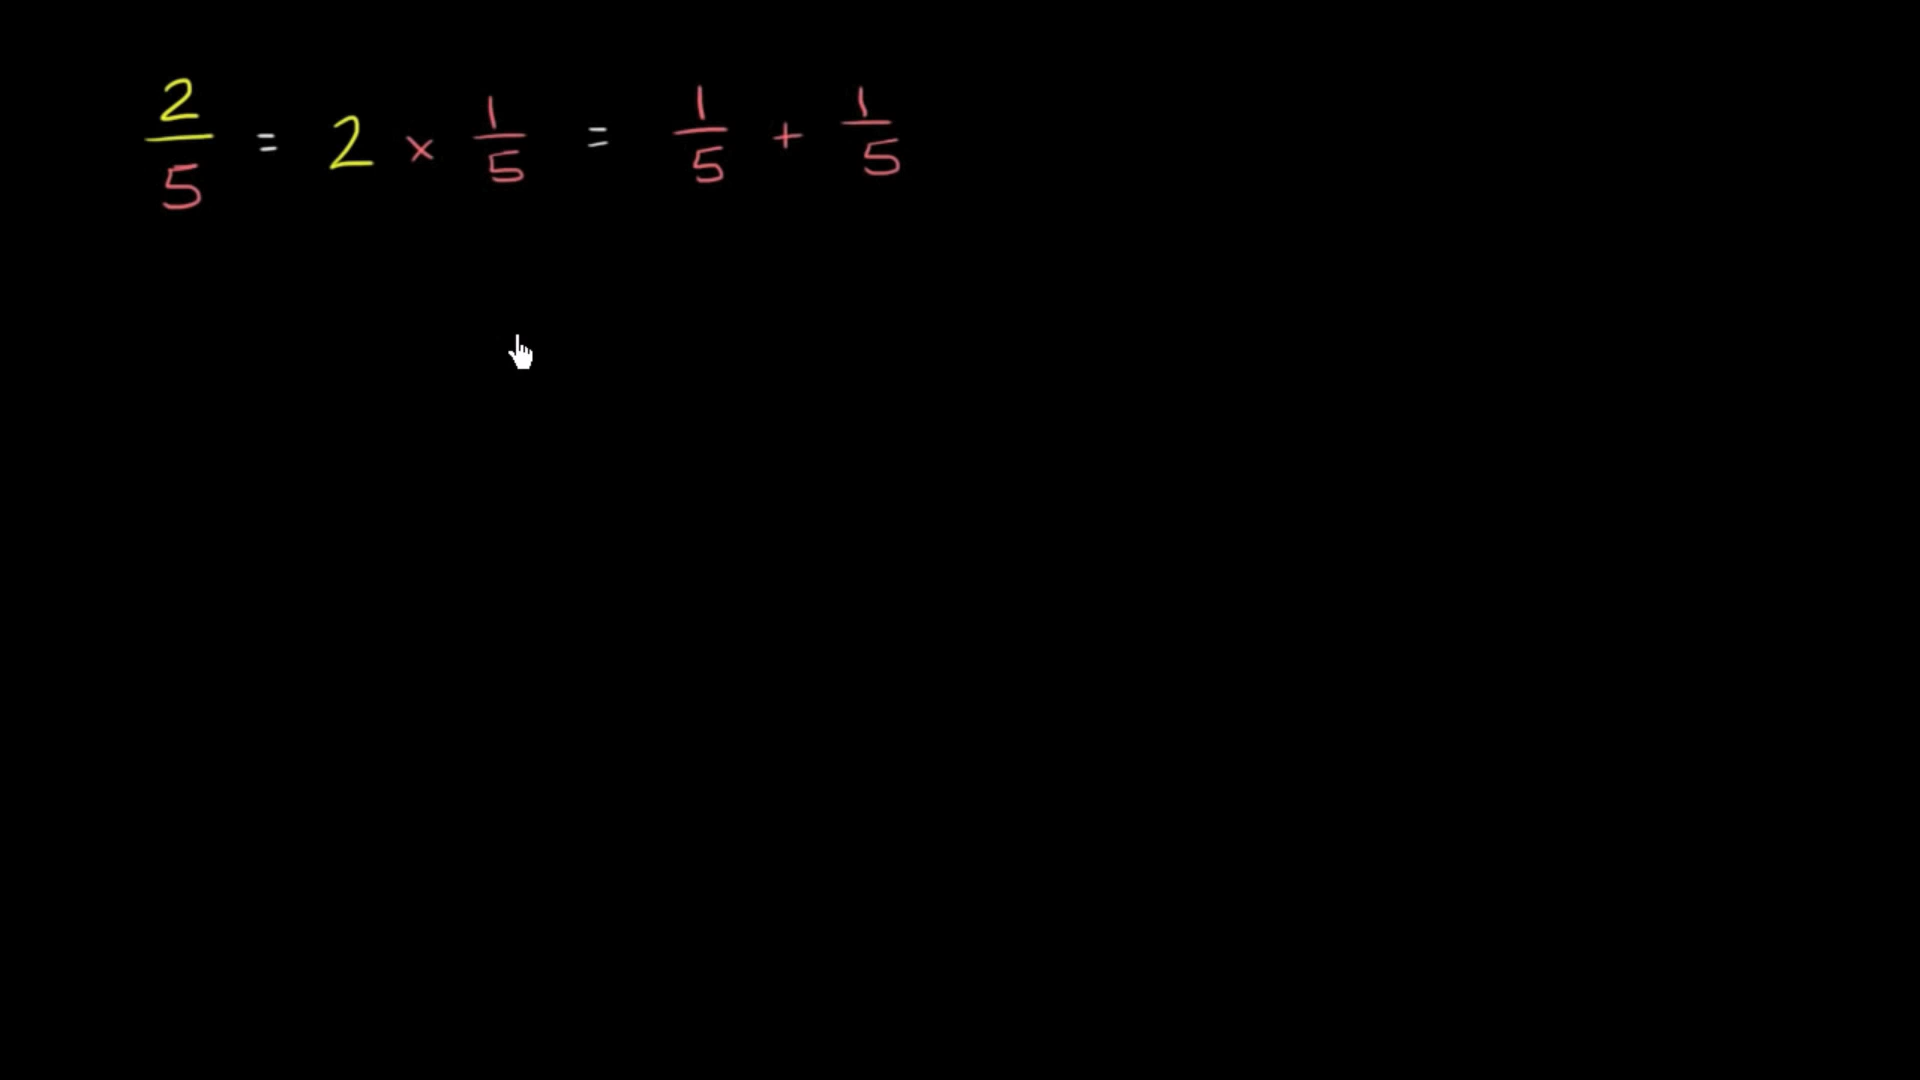 2/5 = 2 × 1/5 = 1/5 + 1/5